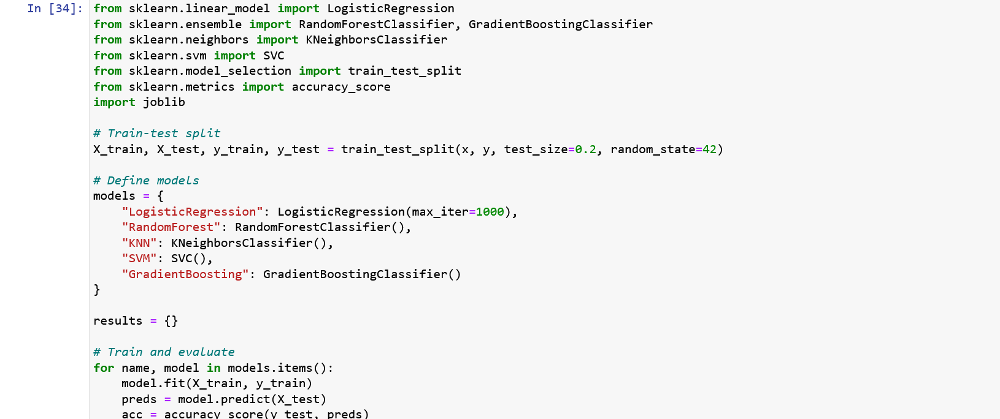 In [34]: from sklearn.linear_model import LogisticRegression
from sklearn.ensemble import RandomForestClassifier, GradientBoostingClassifier
from sklearn.neighbors import KNeighborsClassifier
from sklearn.svm import SVC
from sklearn.model_selection import train_test_split
from sklearn.metrics import accuracy_score
import joblib
# Train-test split
X_train, X_test, y_train, y_test = train_test_split(x, y, test_size=0.2, random_state=42)
# Define models
models = {
    "LogisticRegression": LogisticRegression(max_iter=1000),
    "RandomForest": RandomForestClassifier(),
    "KNN": KNeighborsClassifier(),
    "SVM": SVC(),
    "GradientBoosting": GradientBoostingClassifier()
}
results = {}
# Train and evaluate
for name, model in models.items():
    model.fit(X_train, y_train)
    preds = model.predict(X_test)
    acc = accuracy_score(y_test, preds)